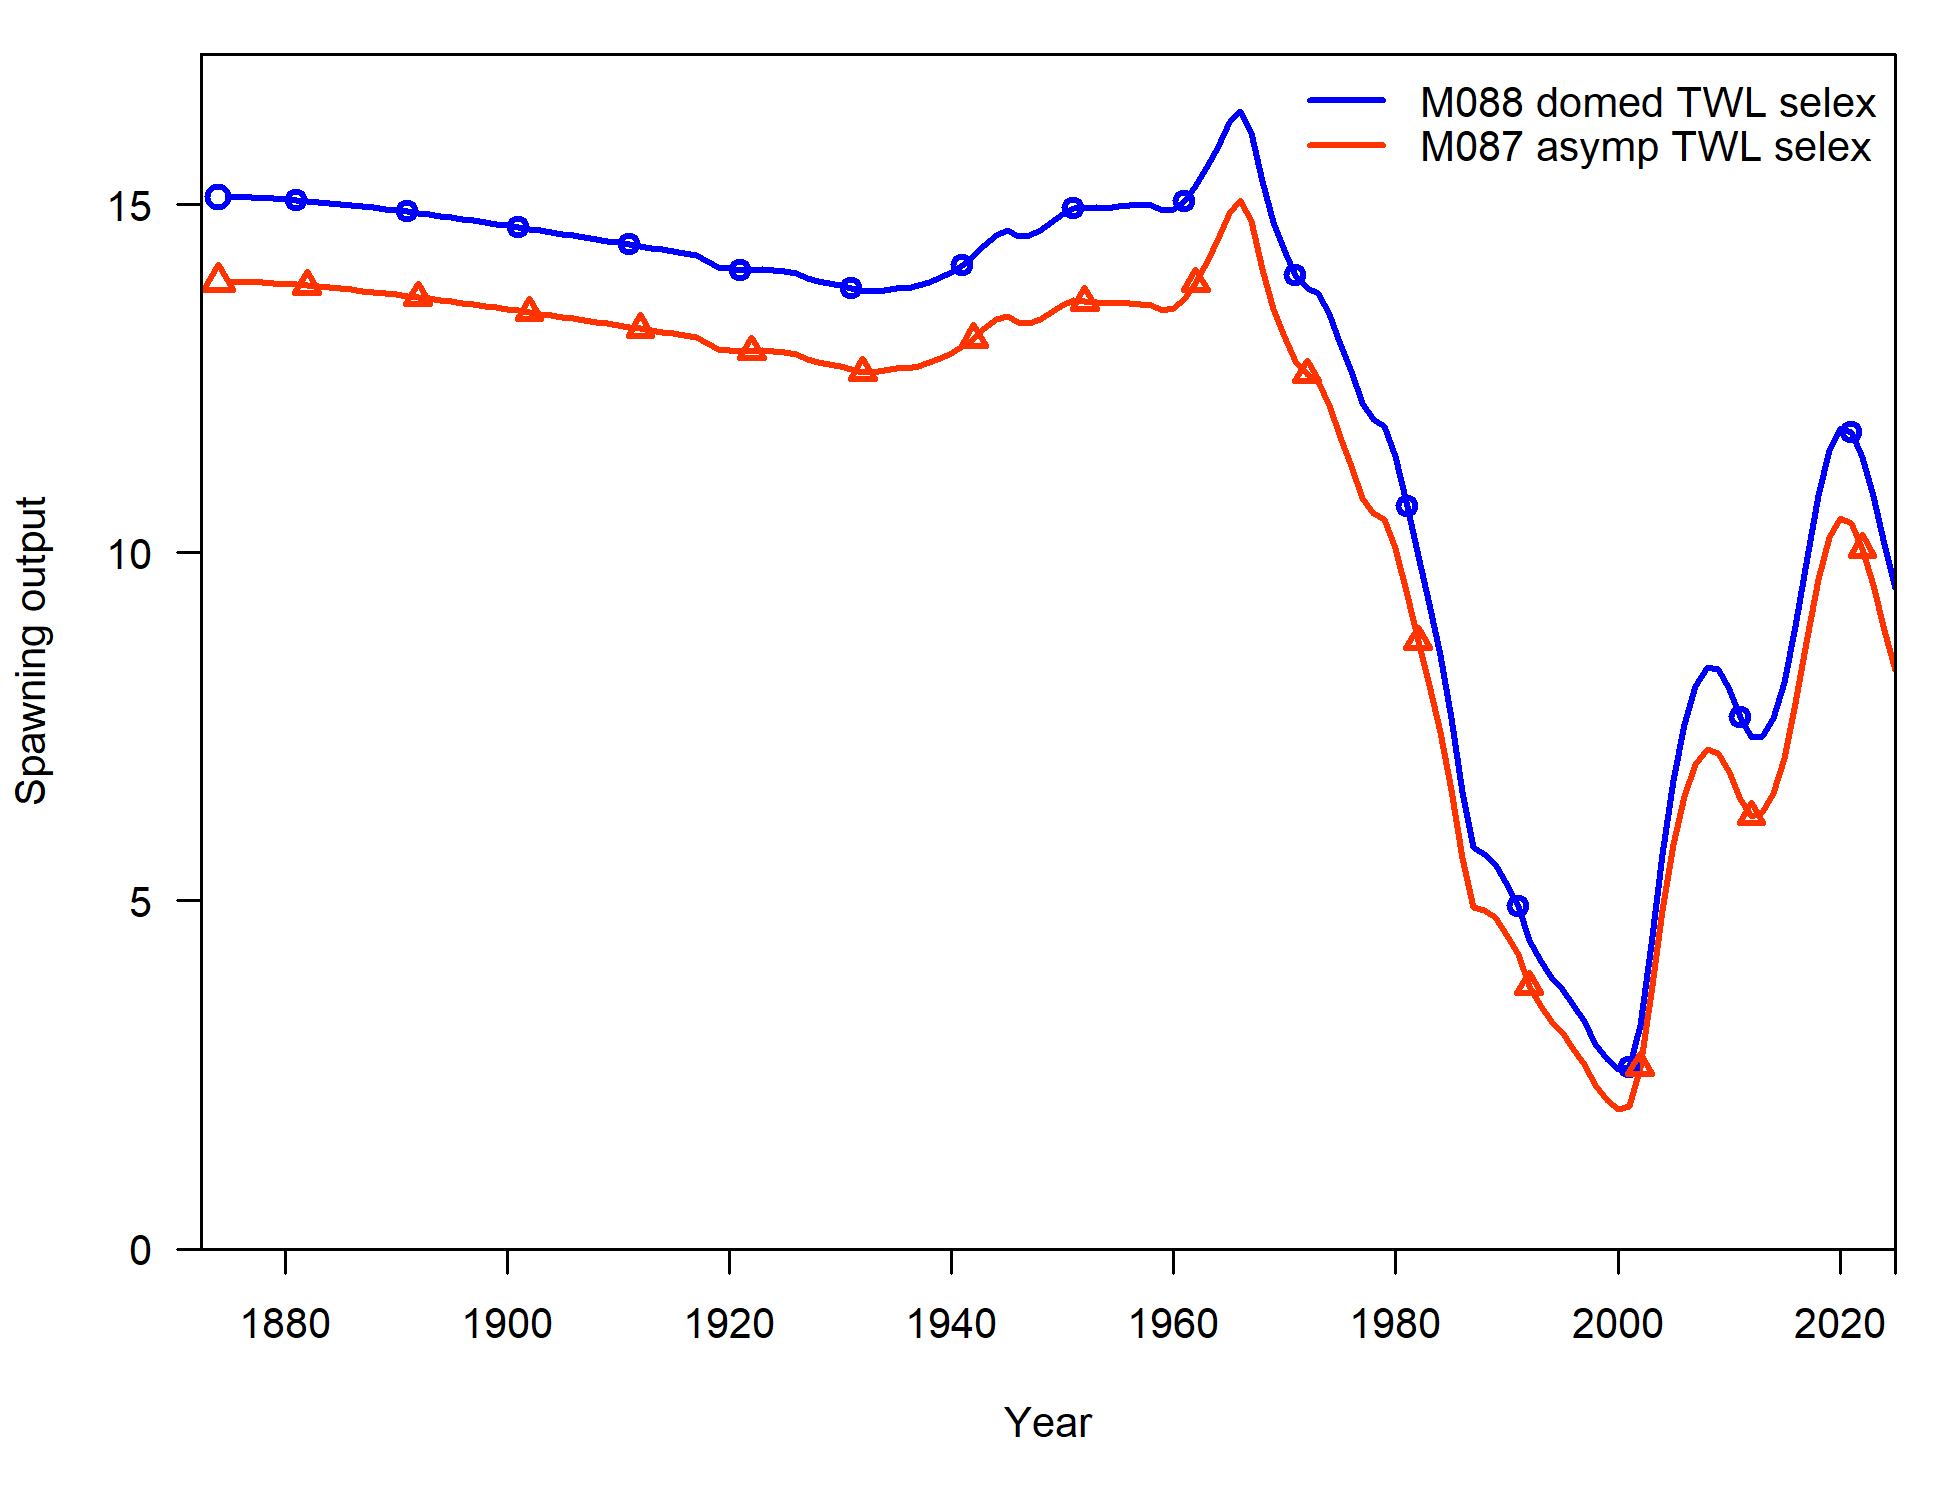 M088 domed TWL selex
M087 asymp TWL selex
15
10
5
0
Spawning output
1880 1900 1920 1940 1960 1980 2000 2020
Year